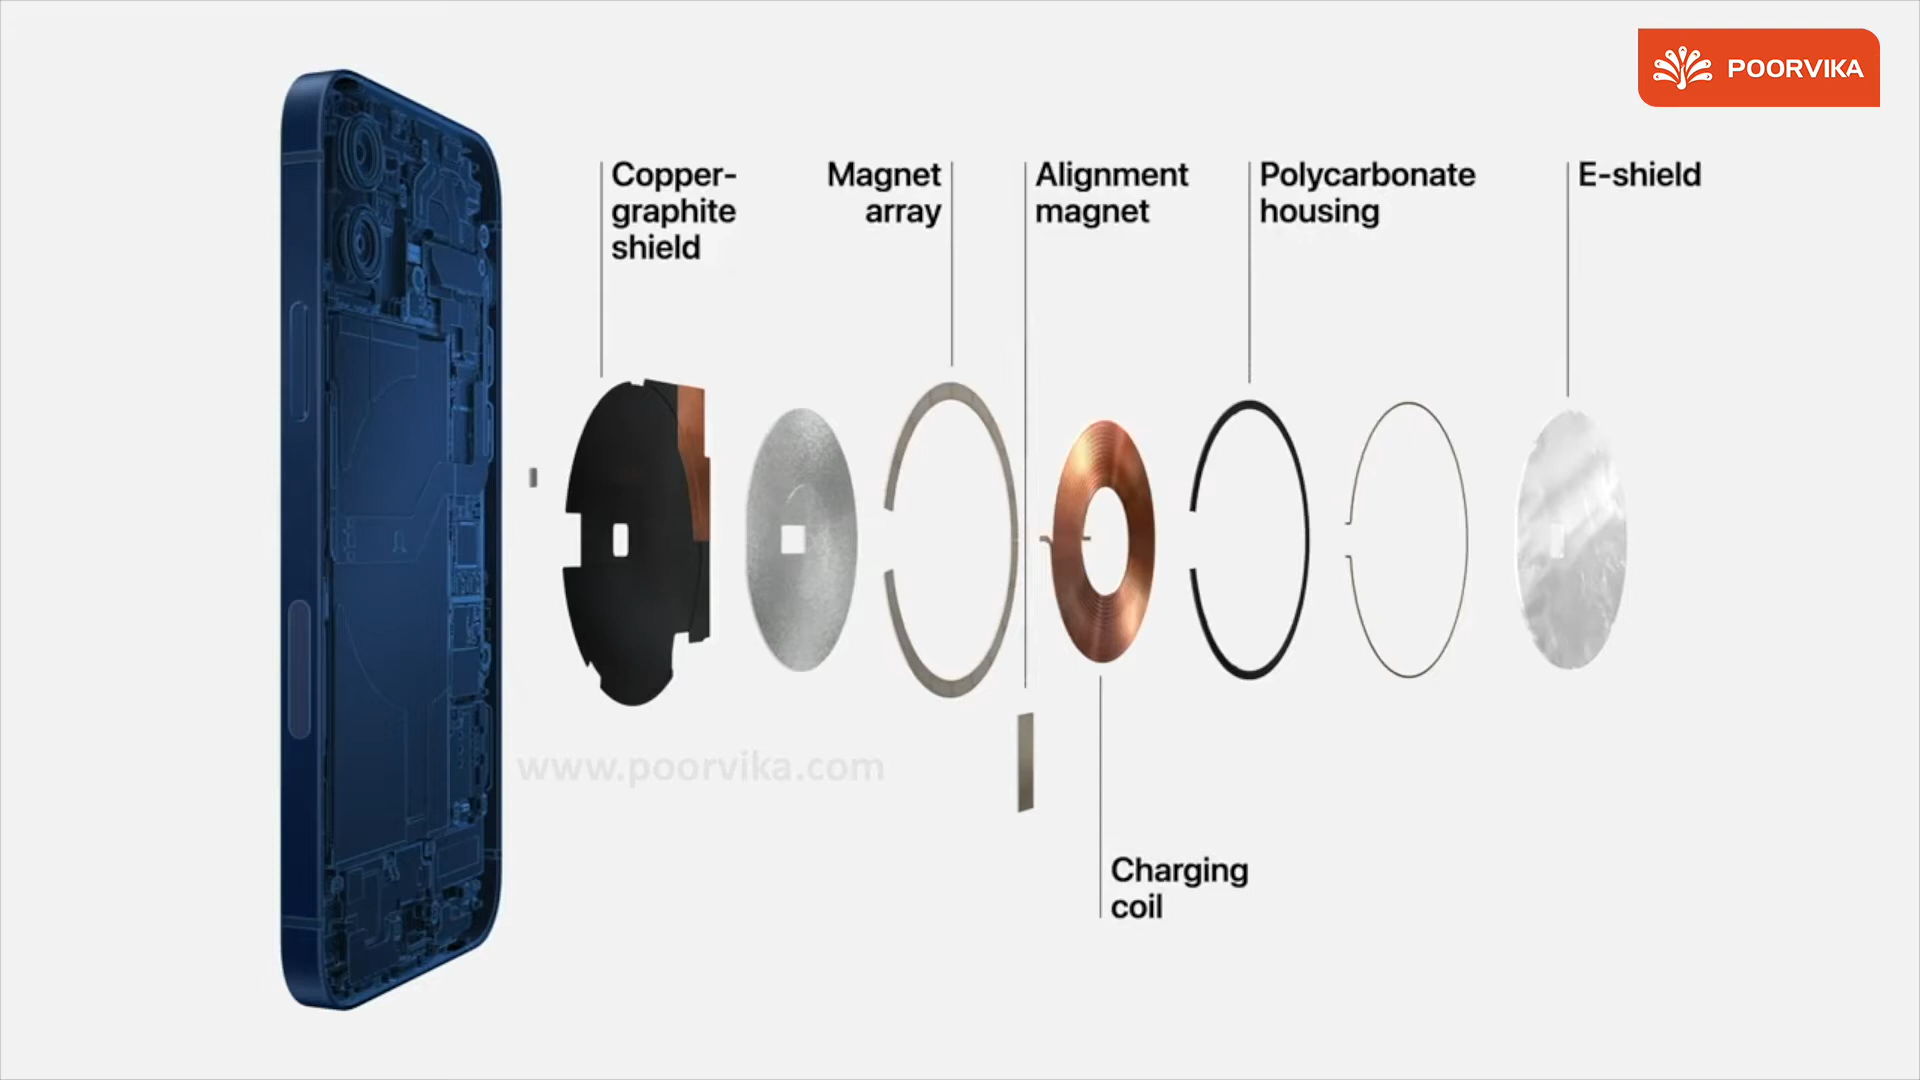 POORVIKA
Copper-
graphite
shield
Magnet
array
Alignment
magnet
Polycarbonate
housing
E-shield
www.poorvika.com
Charging
coil